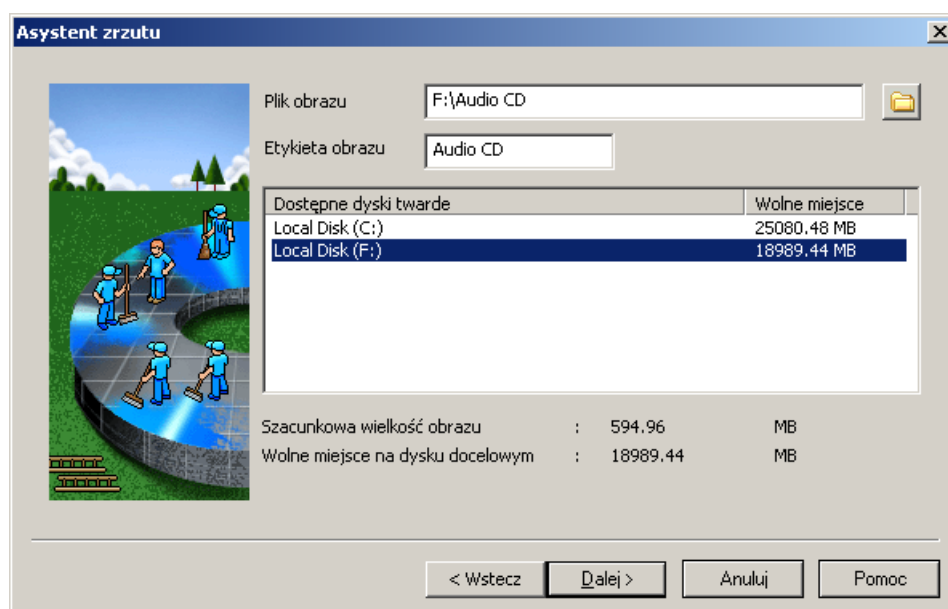 Asystent zrzutu
Plik obrazu F:\Audio CD
Etykieta obrazu Audio CD
Dostępne dyski twarde Wolne miejsce
Local Disk (C:) 25080.48 MB
Local Disk (F:) 18989.44 MB
Szacunkowa wielkość obrazu : 594.96 MB
Wolne miejsce na dysku docelowym : 18989.44 MB
< Wstecz Dalej > Anuluj Pomoc